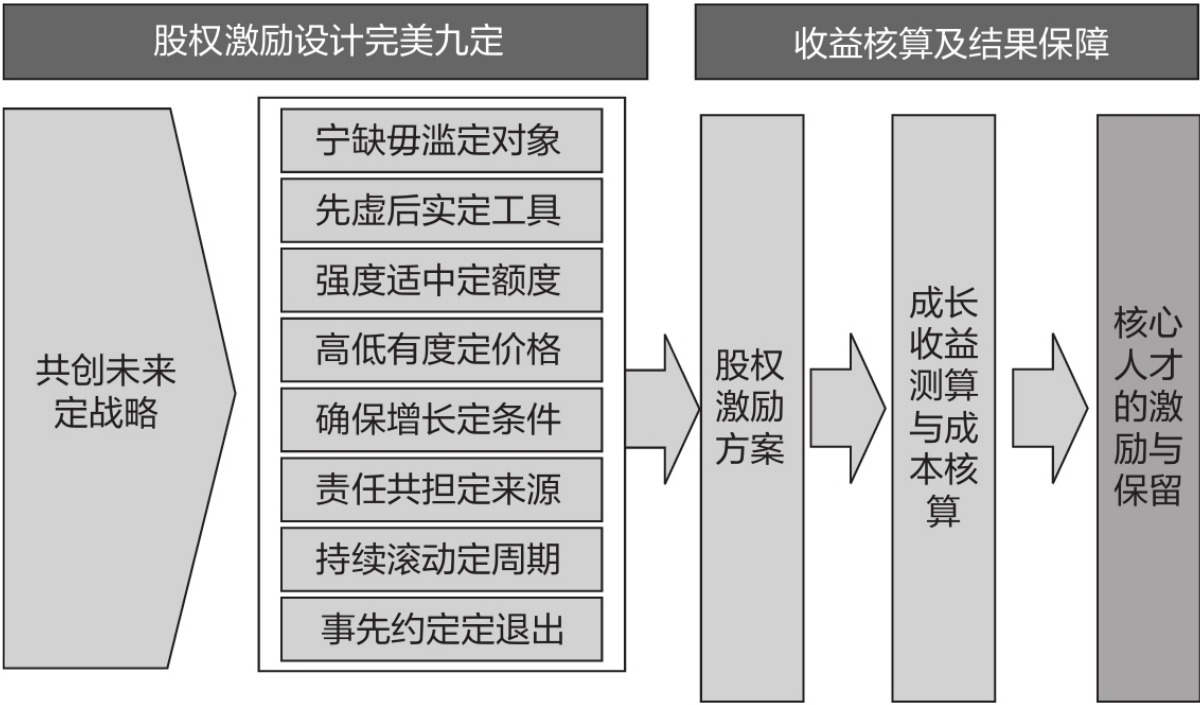 股权激励设计完美九定
收益核算及结果保障
共创未来
定战略
宁缺毋滥定对象
先虚后实定工具
强度适中定额度
高低有度定价格
确保增长定条件
责任共担定来源
持续滚动定周期
事先约定定退出
股权
激励
方案
成长
收益
测算
与成
本核
算
核心
人才
的激
励与
保留